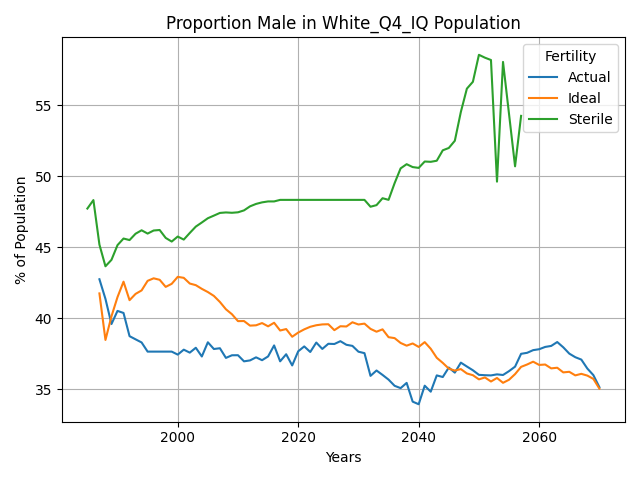 Proportion Male in White_Q4_IQ Population
Fertility
Actual
Ideal
Sterile
% of Population
55
50
45
40
35
2000
2020
2040
2060
Years